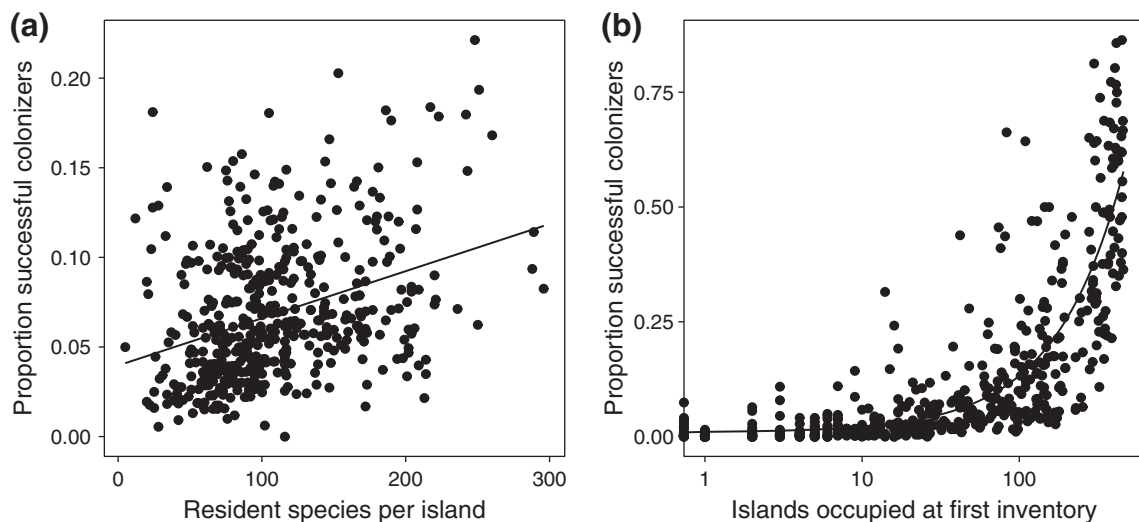 (a)
Proportion successful colonizers
0.20
0.15
0.10
0.05
0.00
0
100
200
300
Resident species per island
(b)
Proportion successful colonizers
0.75
0.50
0.25
0.00
1
10
100
Islands occupied at first inventory